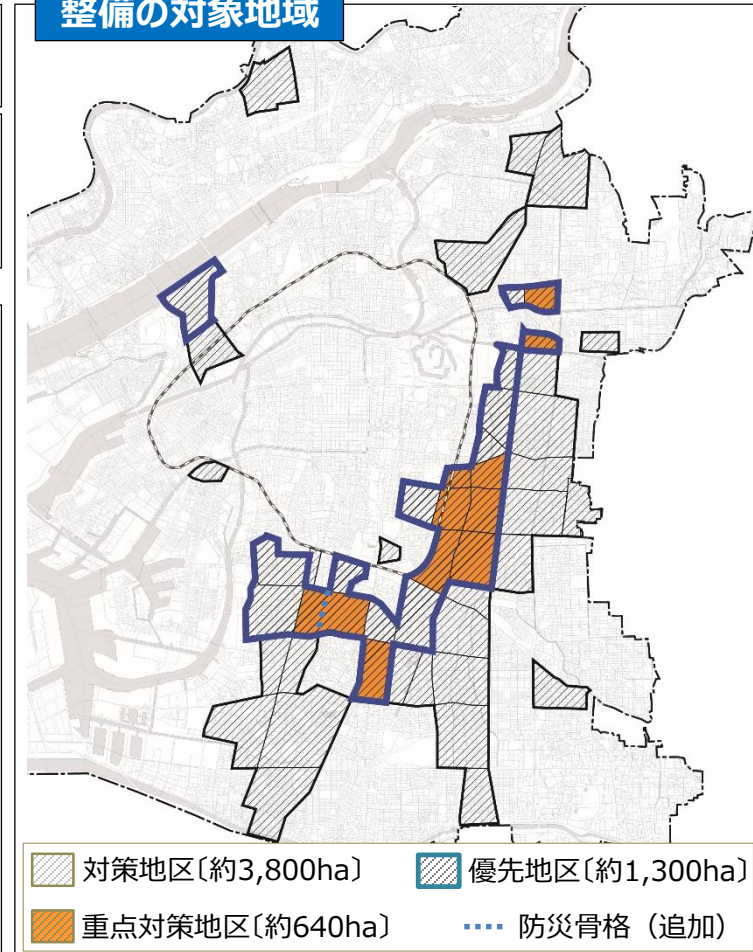 整備の対象地域
対策地区〔約3,800ha〕 優先地区〔約1,300ha〕
重点対策地区〔約640ha〕 防災骨格（追加）